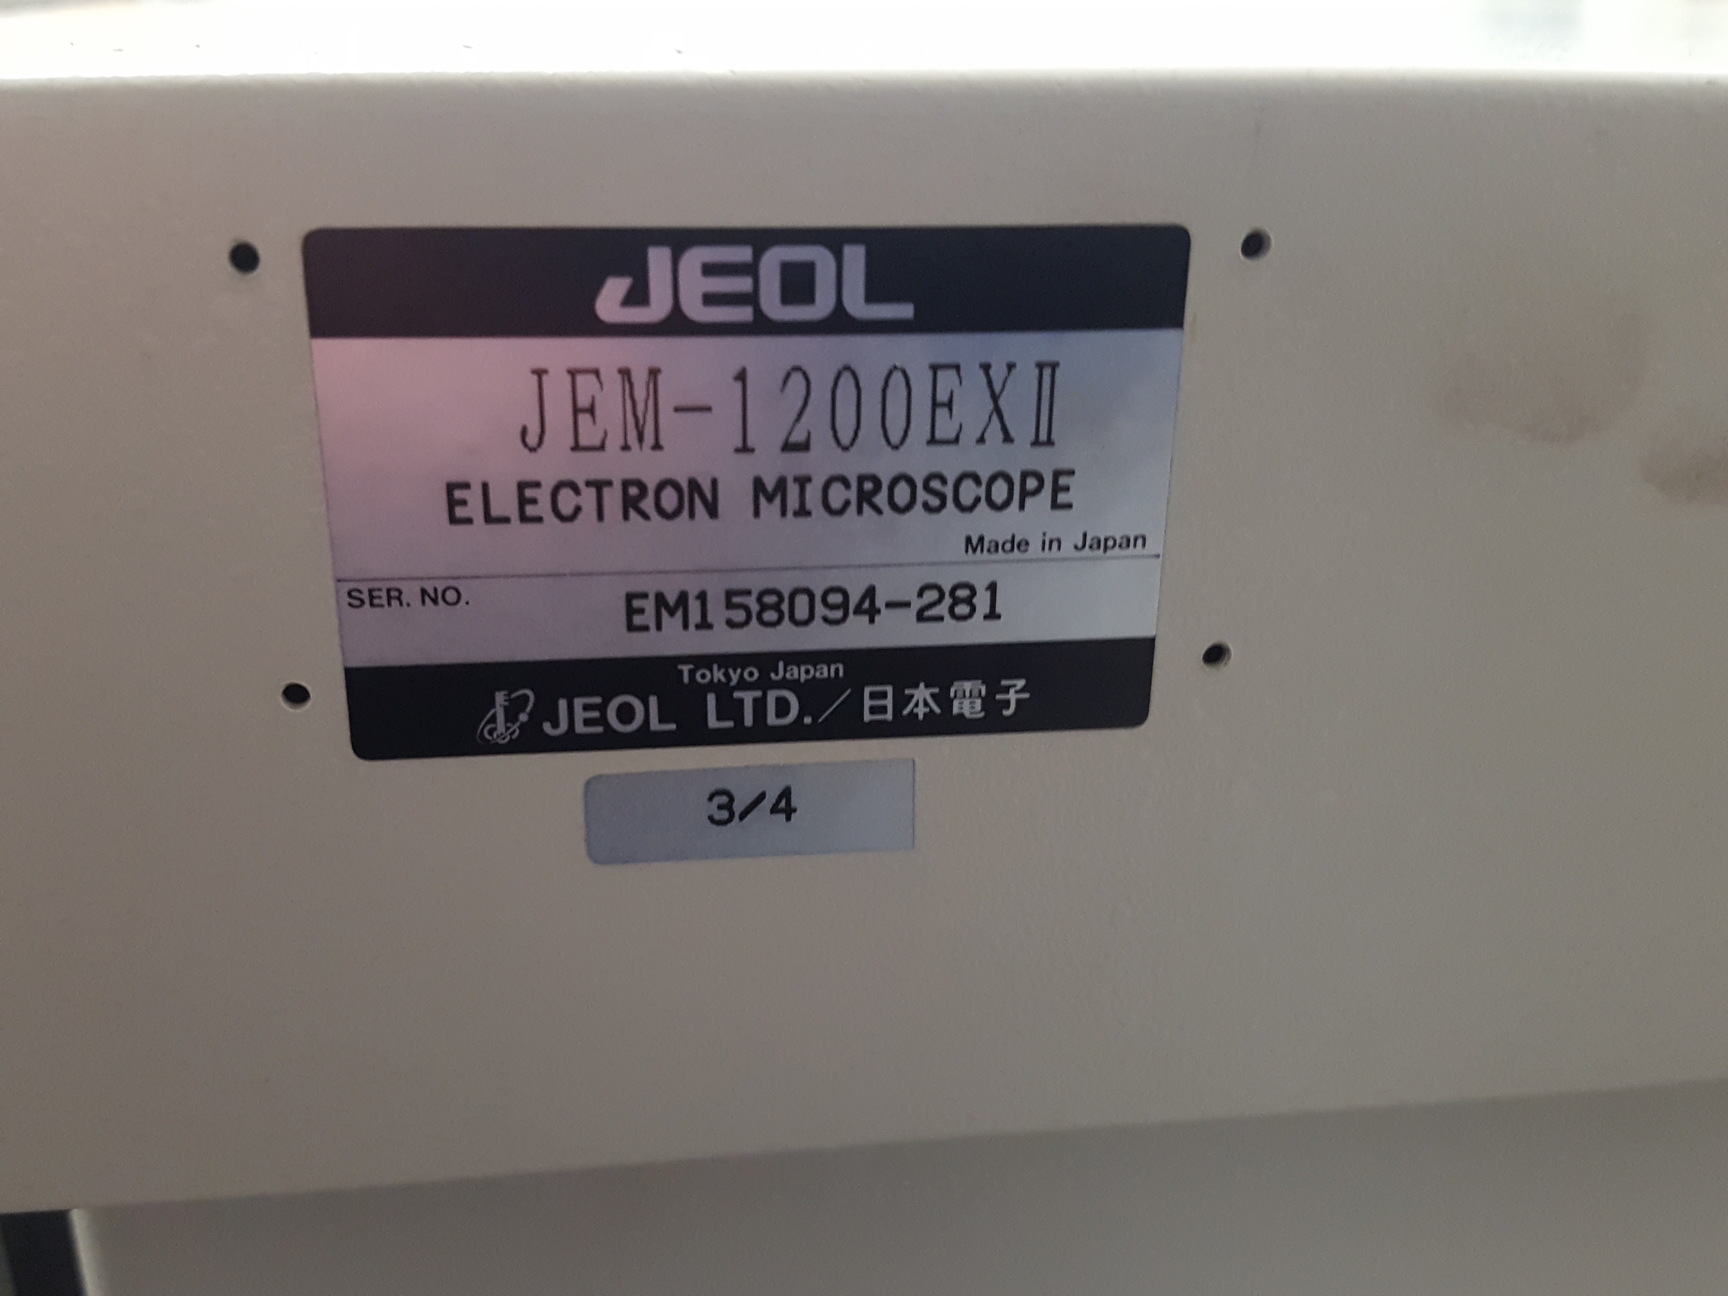 JEOL
JEM-1200EXⅡ
ELECTRON MICROSCOPE
Made in Japan
SER. NO. EM158094-281
Tokyo Japan
JEOL LTD./日本電子
3/4